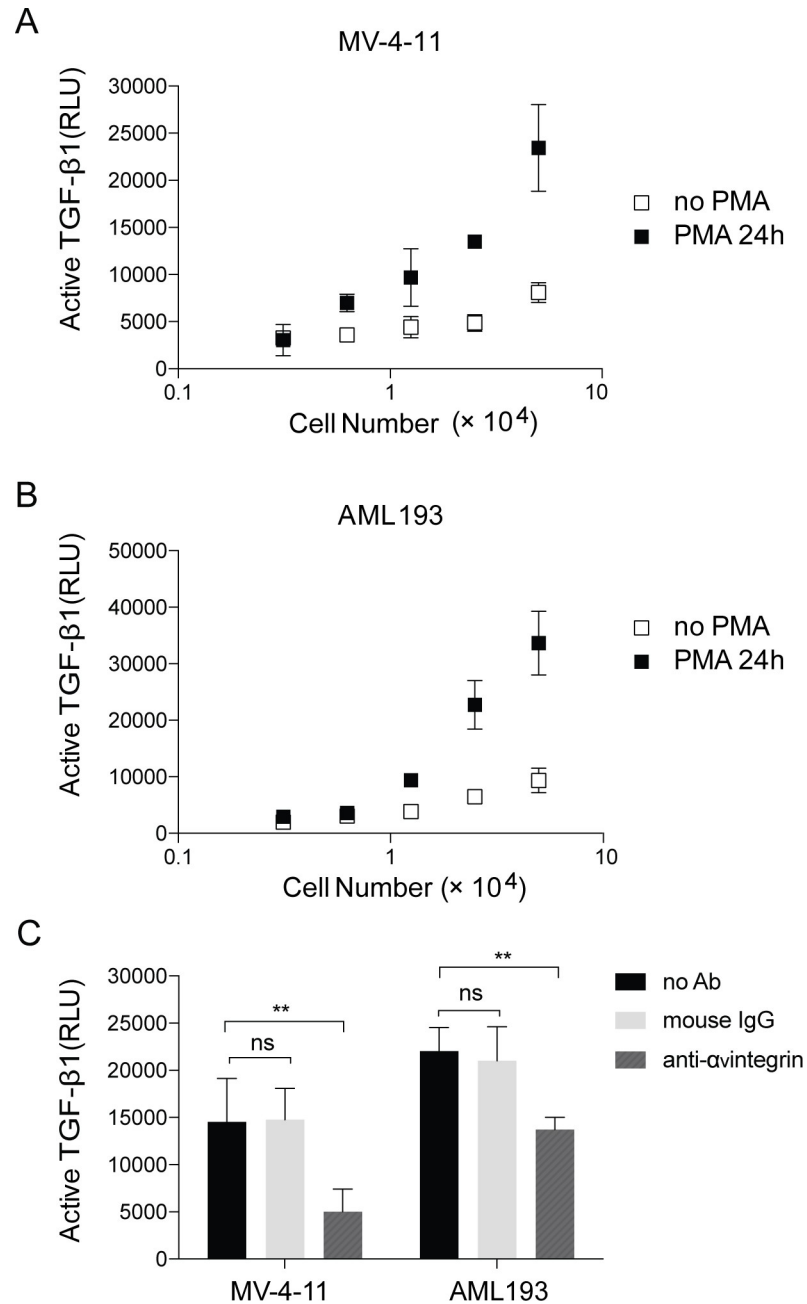 A
MV-4-11
Active TGF-β1(RLU)
30000
25000
20000
15000
10000
5000
0
0.1
1
10
Cell Number (× 10⁴)
no PMA
PMA 24h
B
AML193
Active TGF-β1(RLU)
50000
40000
30000
20000
10000
0
0.1
1
10
Cell Number (× 10⁴)
no PMA
PMA 24h
C
Active TGF-β1(RLU)
30000
25000
20000
15000
10000
5000
0
**
ns
**
ns
MV-4-11
AML193
no Ab
mouse IgG
anti-αvintegrin